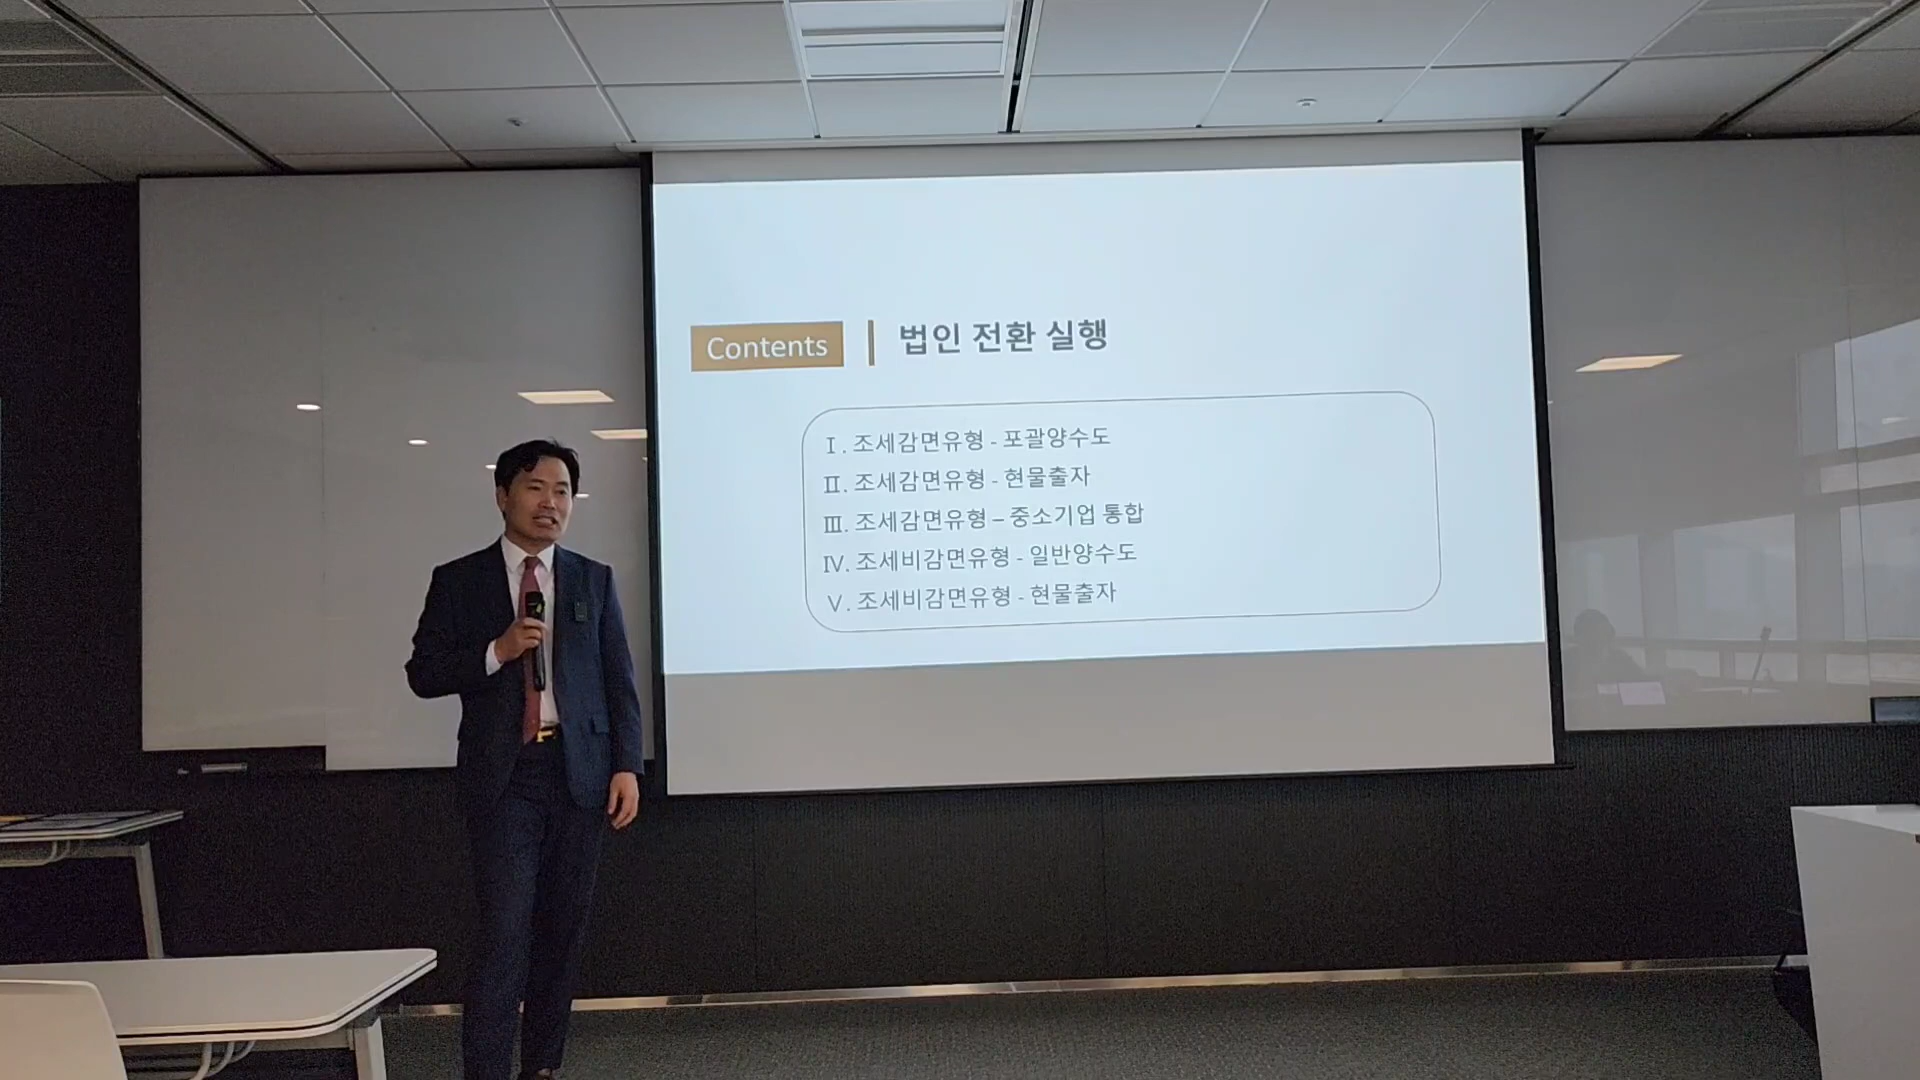 Contents
법인 전환 실행
Ⅰ. 조세감면유형 - 포괄양수도
Ⅱ. 조세감면유형 - 현물출자
Ⅲ. 조세감면유형 – 중소기업 통합
Ⅳ. 조세비감면유형 - 일반양수도
Ⅴ. 조세비감면유형 - 현물출자